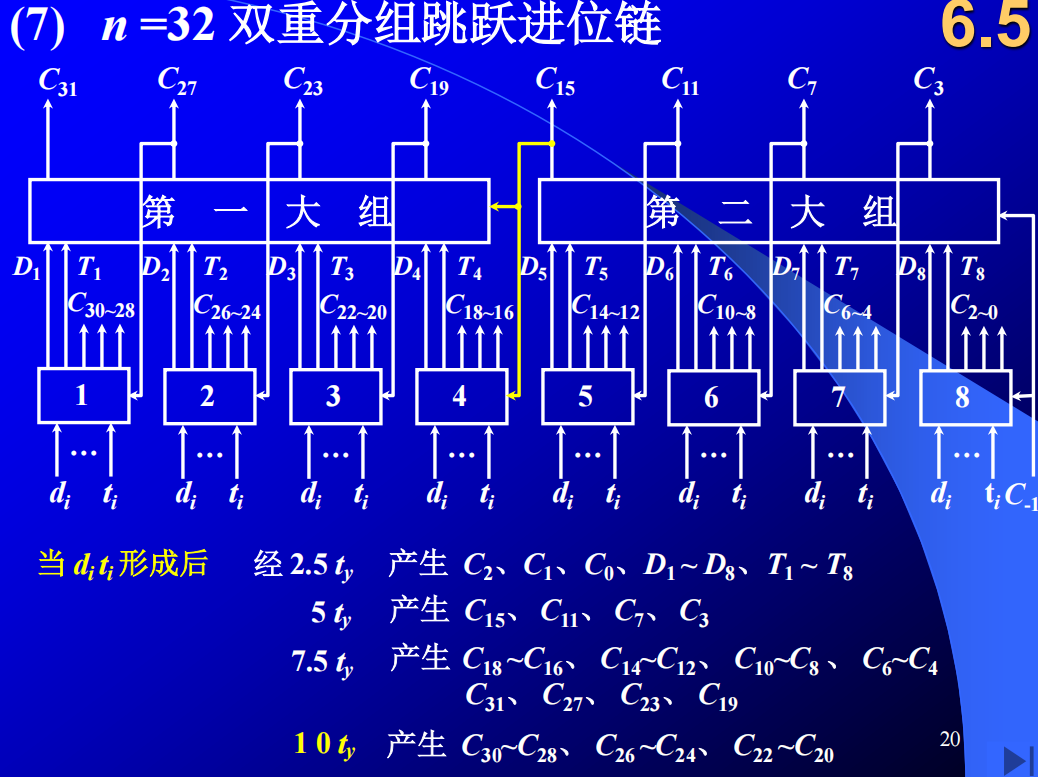 (7) n =32 双重分组跳跃进位链 6.5
C31 C27 C23 C19 C15 C11 C7 C3
第 一 大 组 第 二 大 组
D1 T1 D2 T2 D3 T3 D4 T4 D5 T5 D6 T6 D7 T7 D8 T8
C30~28 C26~24 C22~20 C18~16 C14~12 C10~8 C6~4 C2~0
1 2 3 4 5 6 7 8
… … … … … … … …
di ti di ti di ti di ti di ti di ti di ti di ti C-1
当 di ti 形成后 经 2.5 ty 产生 C2、C1、C0、D1 ~ D8、T1 ~ T8
5 ty 产生 C15、 C11、 C7、 C3
7.5 ty 产生 C18 ~C16、 C14~C12、 C10~C8 、 C6~C4
C31、 C27、 C23、 C19
1 0 ty 产生 C30~C28、 C26 ~C24、 C22 ~C20
20